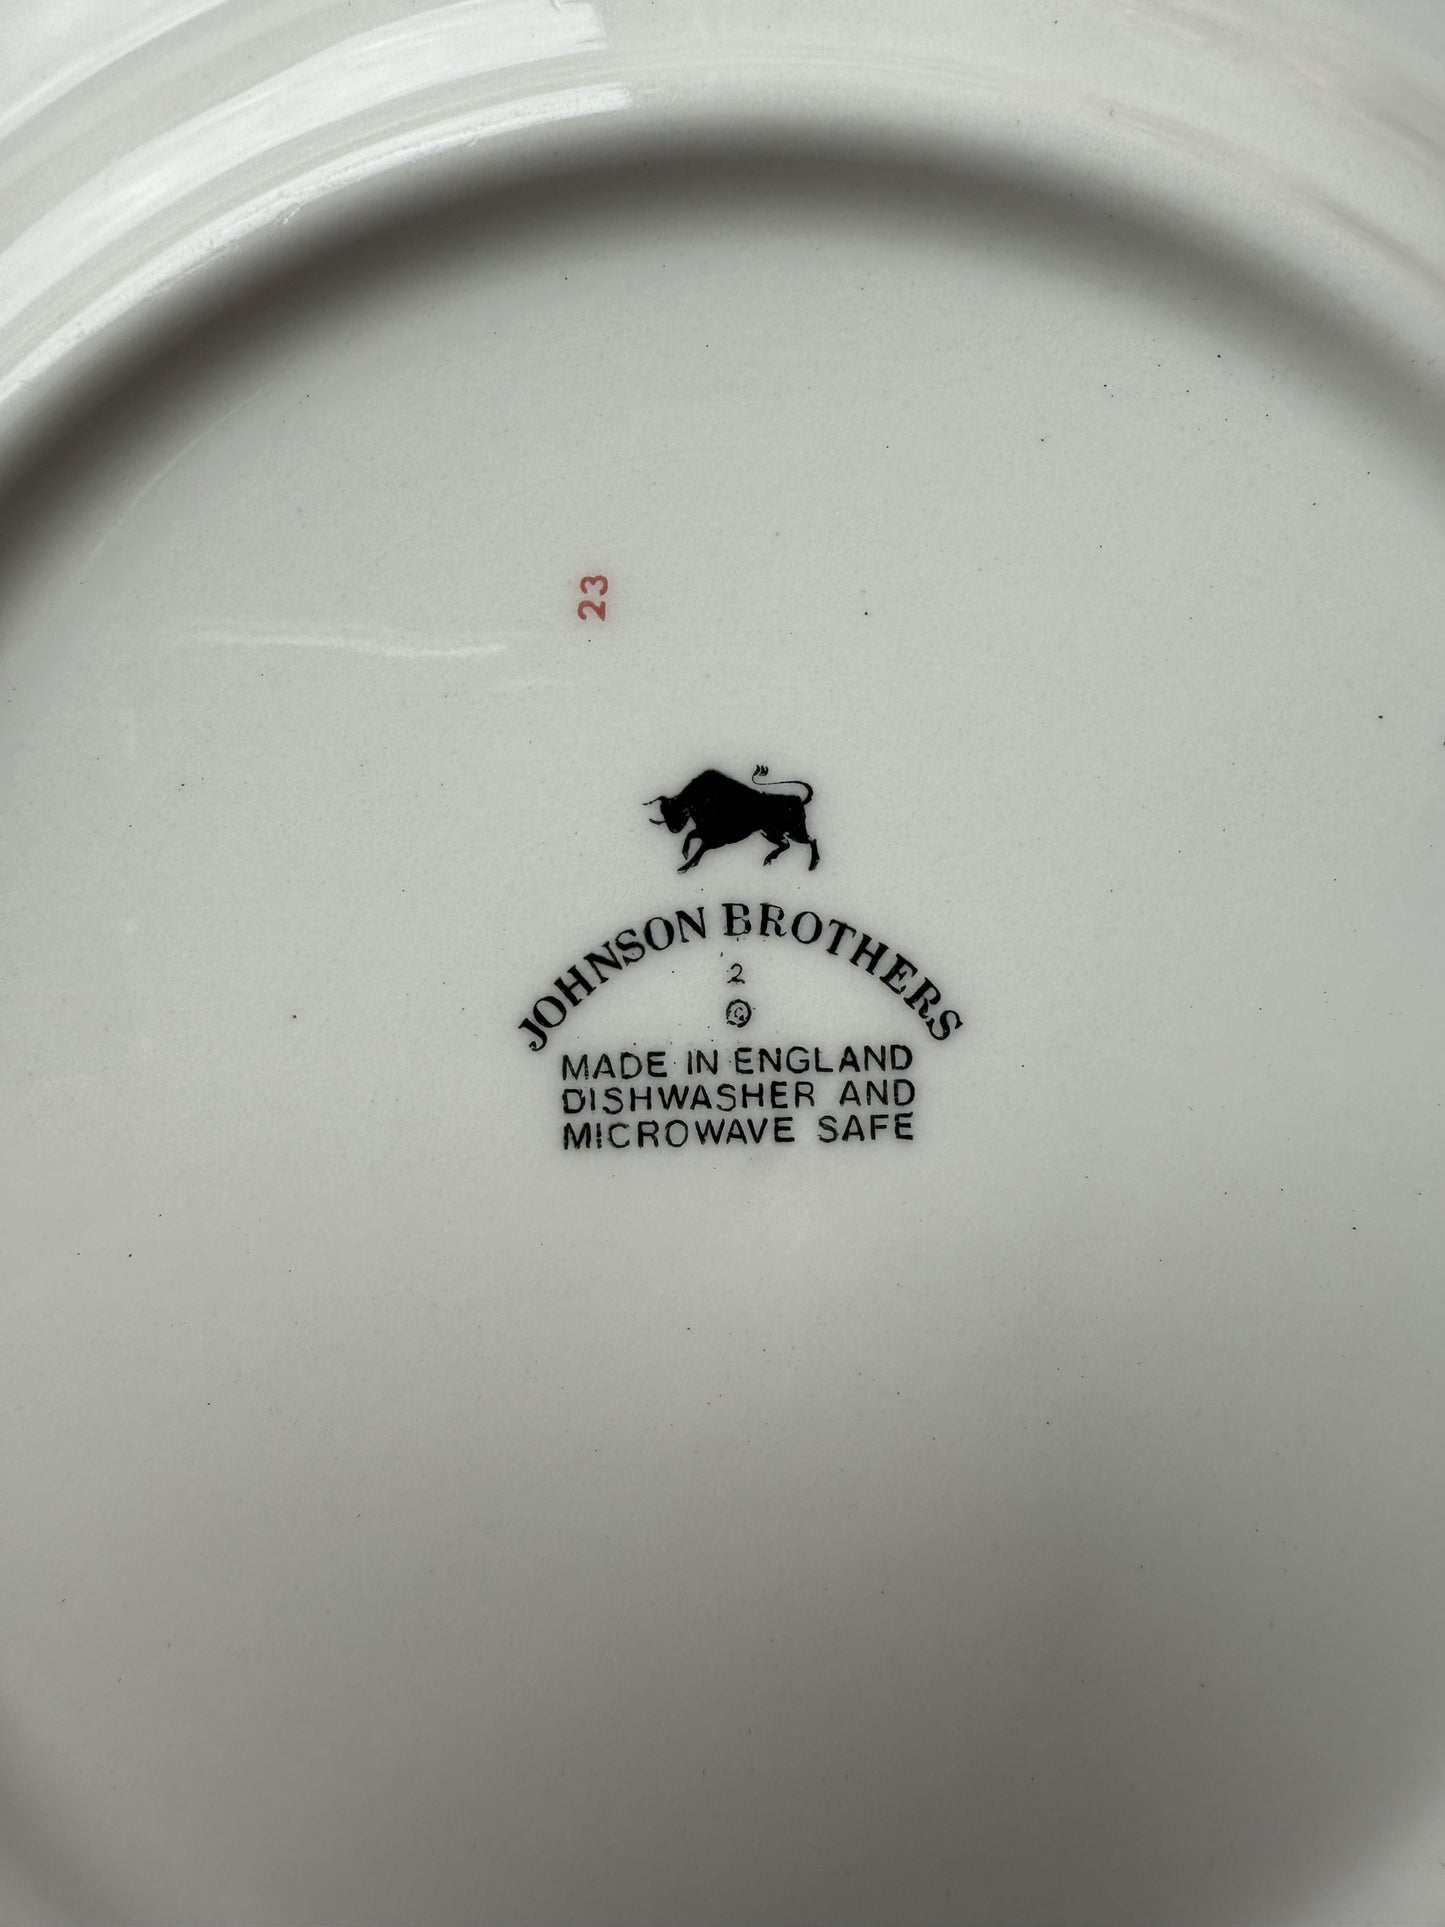 23
JOHNSON BROTHERS
2
©
MADE IN ENGLAND
DISHWASHER AND
MICROWAVE SAFE